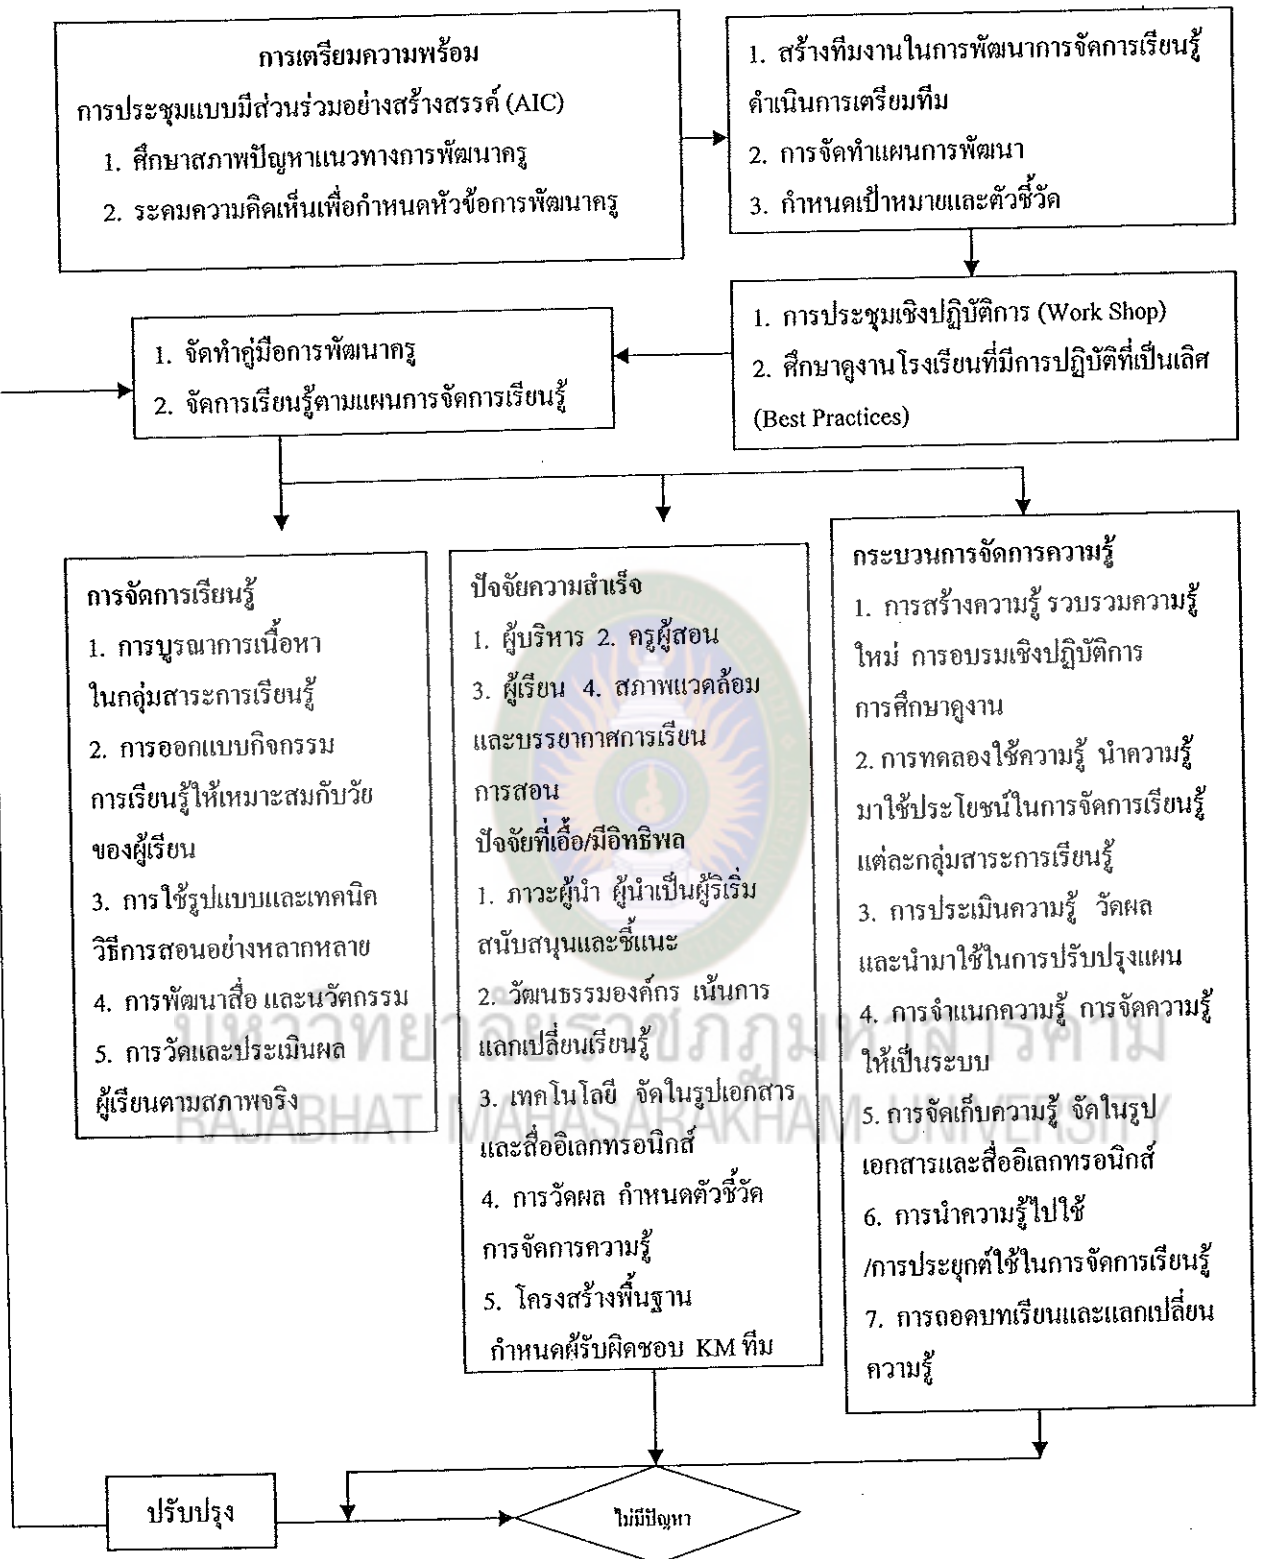 การเตรียมความพร้อม
การประชุมแบบมีส่วนร่วมอย่างสร้างสรรค์ (AIC)
1. ศึกษาสภาพปัญหาแนวทางการพัฒนาครู
2. ระดมความคิดเห็นเพื่อกำหนดหัวข้อการพัฒนาครู
1. สร้างทีมงานในการพัฒนาการจัดการเรียนรู้
ดำเนินการเตรียมทีม
2. การจัดทำแผนการพัฒนา
3. กำหนดเป้าหมายและตัวชี้วัด
1. การประชุมเชิงปฏิบัติการ (Work Shop)
2. ศึกษาดูงานโรงเรียนที่มีการปฏิบัติที่เป็นเลิศ
(Best Practices)
1. จัดทำคู่มือการพัฒนาครู
2. จัดการเรียนรู้ตามแผนการจัดการเรียนรู้
การจัดการเรียนรู้
1. การบูรณาการเนื้อหา
ในกลุ่มสาระการเรียนรู้
2. การออกแบบกิจกรรม
การเรียนรู้ให้เหมาะสมกับวัย
ของผู้เรียน
3. การใช้รูปแบบและเทคนิค
วิธีการสอนอย่างหลากหลาย
4. การพัฒนาสื่อ และนวัตกรรม
5. การวัดและประเมินผล
ผู้เรียนตามสภาพจริง
ปัจจัยความสำเร็จ
1. ผู้บริหาร 2. ครูผู้สอน
3. ผู้เรียน 4. สภาพแวดล้อม
และบรรยากาศการเรียน
การสอน
ปัจจัยที่เอื้อ/มีอิทธิพล
1. ภาวะผู้นำ ผู้นำเป็นผู้ริเริ่ม
สนับสนุนและชี้แนะ
2. วัฒนธรรมองค์กร เน้นการ
แลกเปลี่ยนเรียนรู้
3. เทคโนโลยี จัดในรูปเอกสาร
และสื่ออิเลกทรอนิกส์
4. การวัดผล กำหนดตัวชี้วัด
การจัดการความรู้
5. โครงสร้างพื้นฐาน
กำหนดผู้รับผิดชอบ KM ทีม
กระบวนการจัดการความรู้
1. การสร้างความรู้ รวบรวมความรู้
ใหม่ การอบรมเชิงปฏิบัติการ
การศึกษาดูงาน
2. การทดลองใช้ความรู้ นำความรู้
มาใช้ประโยชน์ในการจัดการเรียนรู้
แต่ละกลุ่มสาระการเรียนรู้
3. การประเมินความรู้ วัดผล
และนำมาใช้ในการปรับปรุงแผน
4. การจำแนกความรู้ การจัดความรู้
ให้เป็นระบบ
5. การจัดเก็บความรู้ จัดในรูป
เอกสารและสื่ออิเลกทรอนิกส์
6. การนำความรู้ไปใช้
/การประยุกต์ใช้ในการจัดการเรียนรู้
7. การถอดบทเรียนและแลกเปลี่ยน
ความรู้
มหาวิทยาลัยราชภัฏมหาสารคาม
RAJABHAT MAHASARAKHAM UNIVERSITY
ปรับปรุง
ไม่มีปัญหา